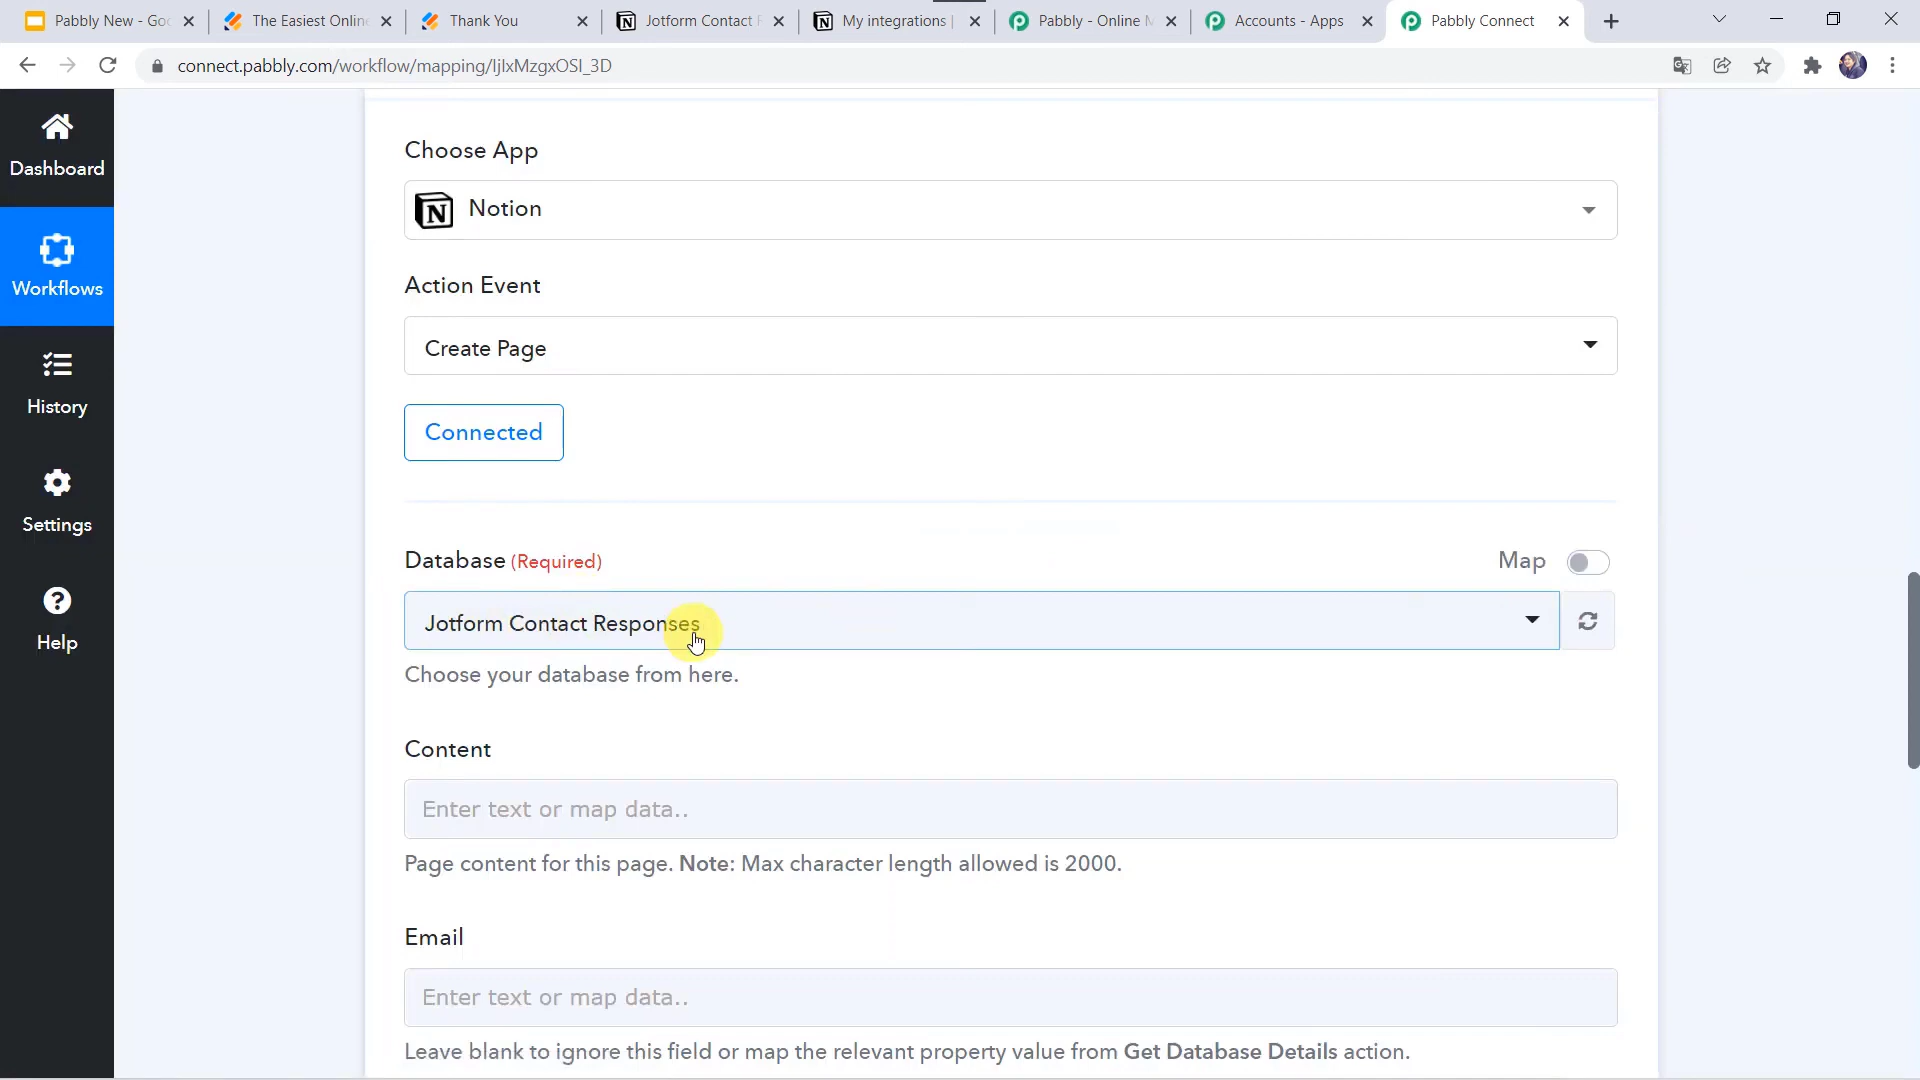 Pabbly New - Goo
The Easiest Online
Thank You
Jotform Contact F
My integrations |
Pabbly - Online M
Accounts - Apps
Pabbly Connect
connect.pabbly.com/workflow/mapping/IjIxMzgxOSI_3D
Dashboard
Workflows
History
Settings
Help
Choose App
Notion
Action Event
Create Page
Connected
Database (Required)
Map
Jotform Contact Responses
Choose your database from here.
Content
Enter text or map data..
Page content for this page. Note: Max character length allowed is 2000.
Email
Enter text or map data..
Leave blank to ignore this field or map the relevant property value from Get Database Details action.